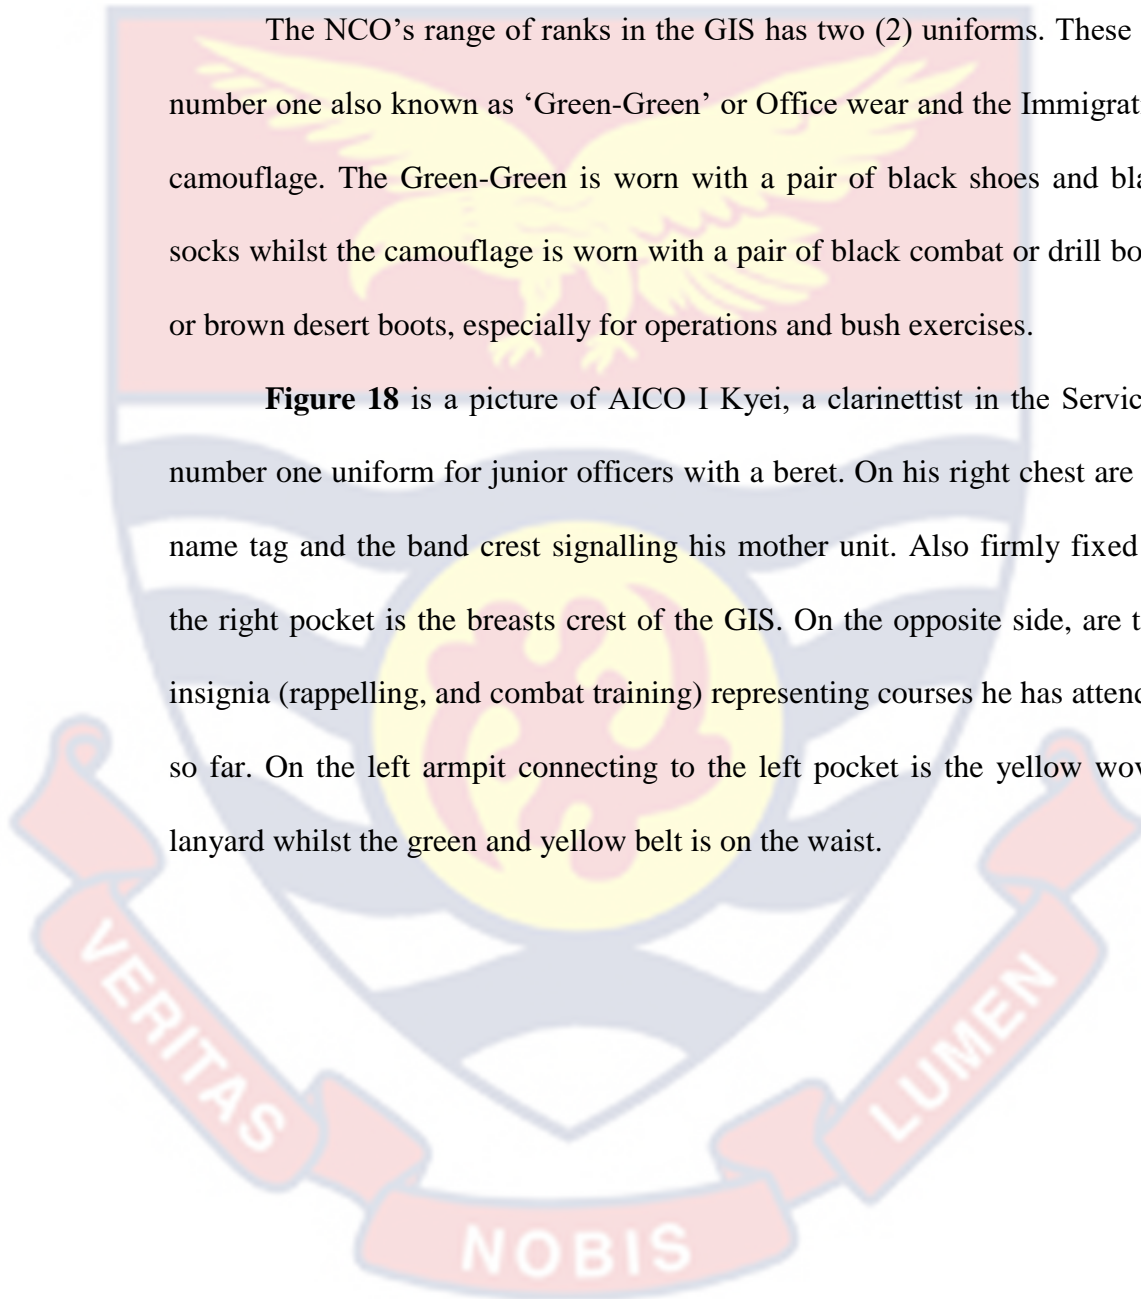 The NCO’s range of ranks in the GIS has two (2) uniforms. These
number one also known as ‘Green-Green’ or Office wear and the Immigrat
camouflage. The Green-Green is worn with a pair of black shoes and bla
socks whilst the camouflage is worn with a pair of black combat or drill bo
or brown desert boots, especially for operations and bush exercises.
Figure 18 is a picture of AICO I Kyei, a clarinettist in the Servic
number one uniform for junior officers with a beret. On his right chest are
name tag and the band crest signalling his mother unit. Also firmly fixed
the right pocket is the breasts crest of the GIS. On the opposite side, are t
insignia (rappelling, and combat training) representing courses he has attend
so far. On the left armpit connecting to the left pocket is the yellow wov
lanyard whilst the green and yellow belt is on the waist.
VERITAS
NOBIS
LUMEN